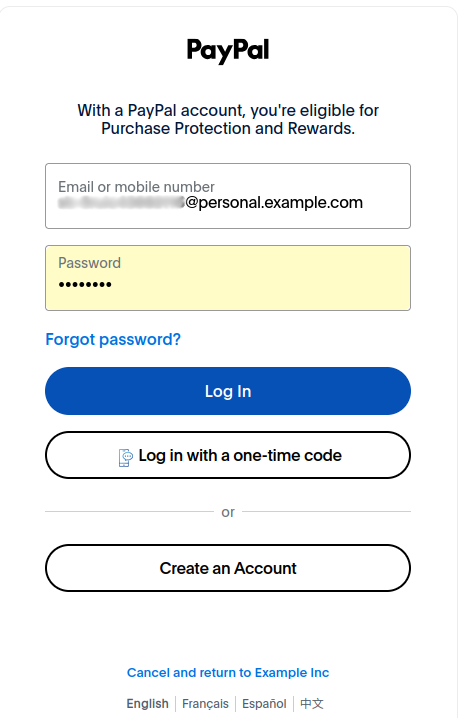 PayPal
With a PayPal account, you're eligible for
Purchase Protection and Rewards.
Email or mobile number
@personal.example.com
Password
••••••••
Forgot password?
Log In
Log in with a one-time code
or
Create an Account
Cancel and return to Example Inc
English Français Español 中文